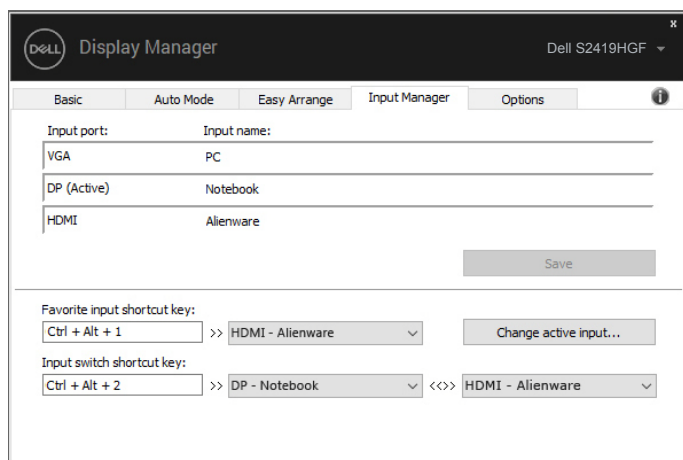 x
DELL Display Manager Dell S2419HGF
Basic Auto Mode Easy Arrange Input Manager Options i
Input port: Input name:
VGA PC
DP (Active) Notebook
HDMI Alienware
Save
Favorite input shortcut key:
Ctrl + Alt + 1 >> HDMI - Alienware Change active input...
Input switch shortcut key:
Ctrl + Alt + 2 >> DP - Notebook <<>> HDMI - Alienware